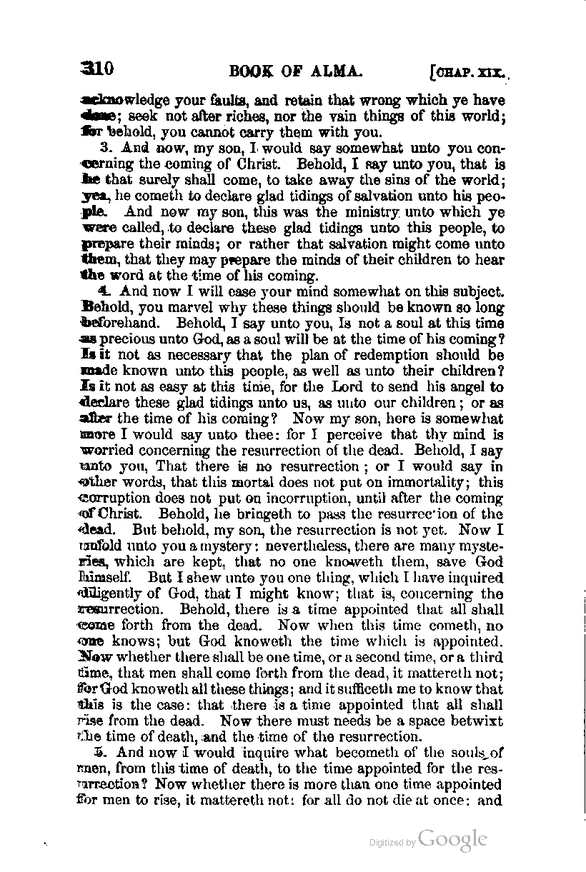 310 BOOK OF ALMA. [CHAP. XIX.
acknowledge your faults, and retain that wrong which ye have
done; seek not after riches, nor the vain things of this world;
for behold, you cannot carry them with you.
3. And now, my son, I would say somewhat unto you con-
cerning the coming of Christ. Behold, I say unto you, that is
he that surely shall come, to take away the sins of the world;
yea, he cometh to declare glad tidings of salvation unto his peo-
ple. And now my son, this was the ministry unto which ye
were called, to declare these glad tidings unto this people, to
prepare their minds; or rather that salvation might come unto
them, that they may prepare the minds of their children to hear
the word at the time of his coming.
4. And now I will ease your mind somewhat on this subject.
Behold, you marvel why these things should be known so long
beforehand. Behold, I say unto you, Is not a soul at this time
as precious unto God, as a soul will be at the time of his coming?
Is it not as necessary that the plan of redemption should be
made known unto this people, as well as unto their children?
Is it not as easy at this time, for the Lord to send his angel to
declare these glad tidings unto us, as unto our children; or as
after the time of his coming? Now my son, here is somewhat
more I would say unto thee: for I perceive that thy mind is
worried concerning the resurrection of the dead. Behold, I say
unto you, That there is no resurrection; or I would say in
other words, that this mortal does not put on immortality; this
corruption does not put on incorruption, until after the coming
of Christ. Behold, he bringeth to pass the resurrection of the
dead. But behold, my son, the resurrection is not yet. Now I
unfold unto you a mystery: nevertheless, there are many myste-
ries, which are kept, that no one knoweth them, save God
himself. But I shew unto you one thing, which I have inquired
diligently of God, that I might know; that is, concerning the
resurrection. Behold, there is a time appointed that all shall
come forth from the dead. Now when this time cometh, no
one knows; but God knoweth the time which is appointed.
Now whether there shall be one time, or a second time, or a third
time, that men shall come forth from the dead, it mattereth not;
for God knoweth all these things; and it sufficeth me to know that
this is the case: that there is a time appointed that all shall
rise from the dead. Now there must needs be a space betwixt
the time of death, and the time of the resurrection.
5. And now I would inquire what becometh of the souls of
men, from this time of death, to the time appointed for the res-
urrection? Now whether there is more than one time appointed
for men to rise, it mattereth not: for all do not die at once: and
Digitized by Google